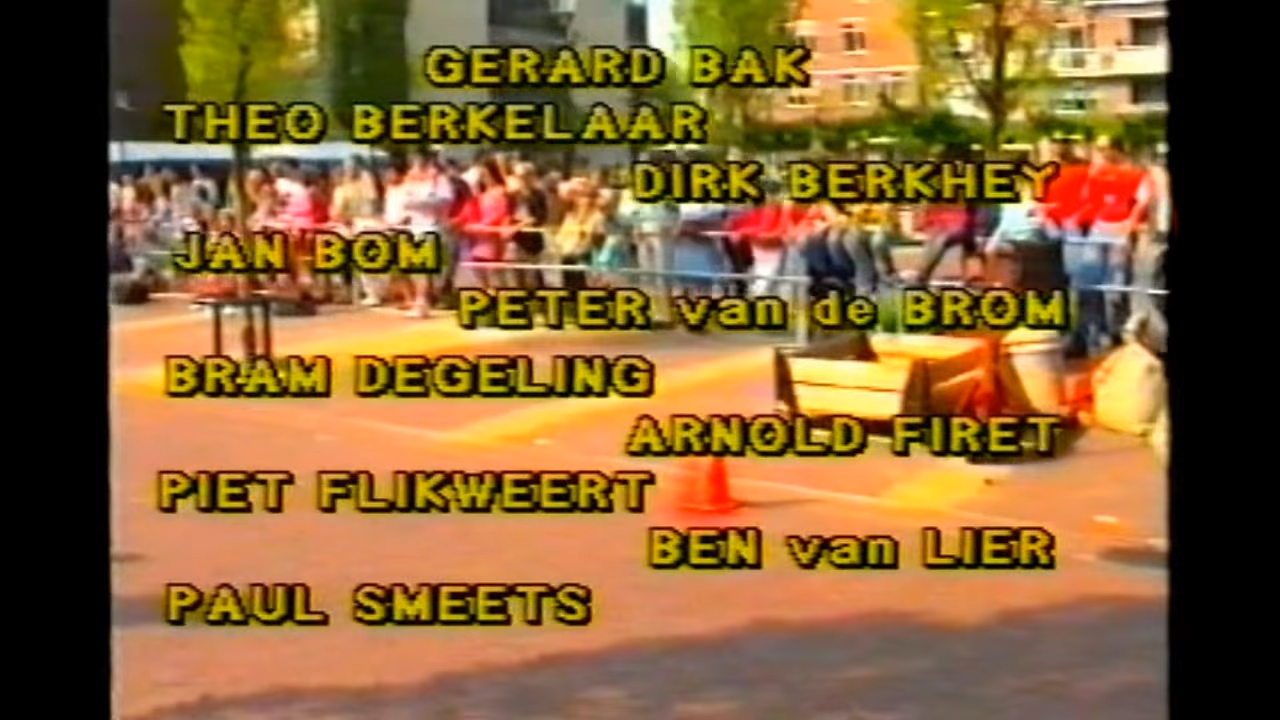 GERARD BAK
THEO BERKELAAR
DIRK BERKHEY
JAN BOM
PETER van de BROM
BRAM DEGELING
ARNOLD FIRET
PIET FLIKWEERT
BEN van LIER
PAUL SMEETS